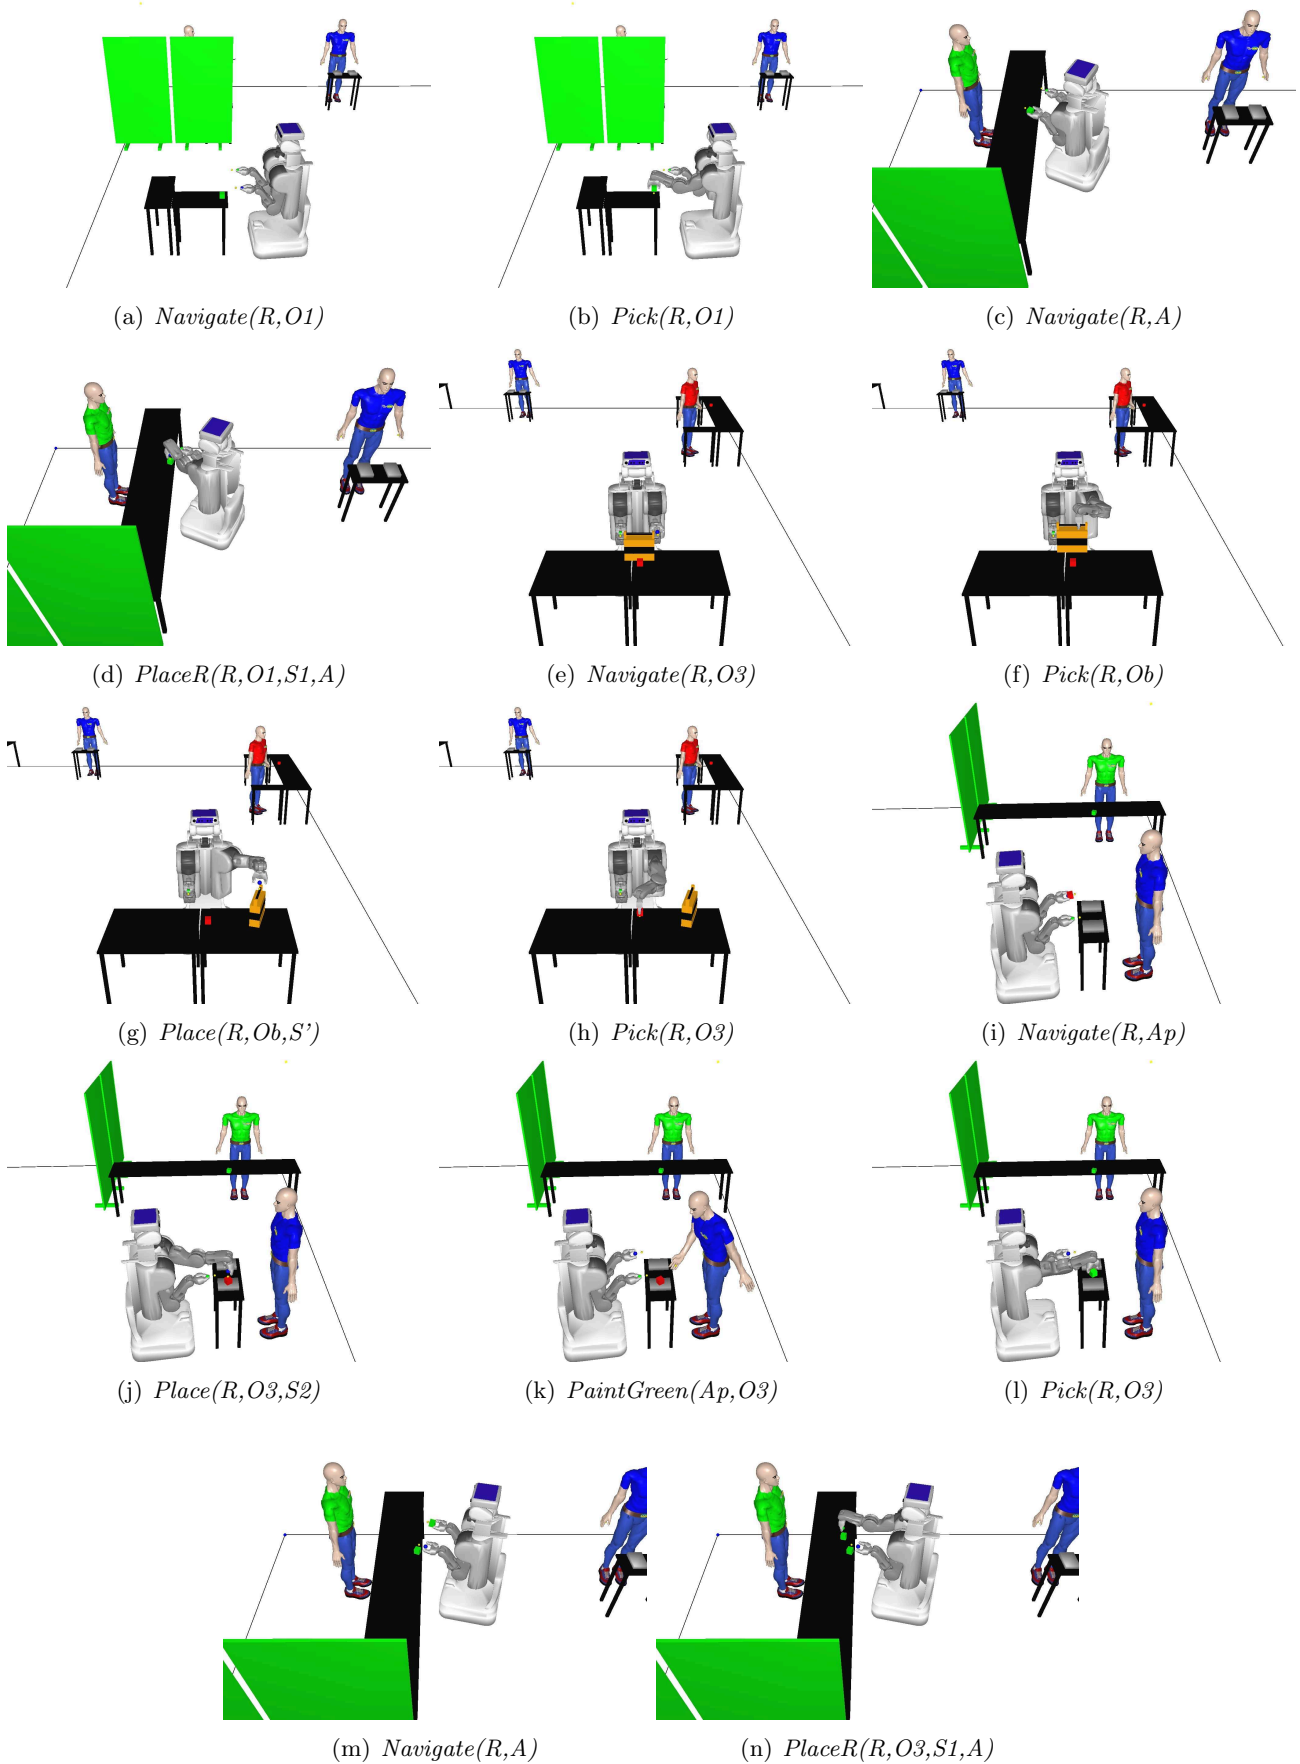 (a) Navigate(R,O1)
(b) Pick(R,O1)
(c) Navigate(R,A)
(d) PlaceR(R,O1,S1,A)
(e) Navigate(R,O3)
(f) Pick(R,Ob)
(g) Place(R,Ob,S')
(h) Pick(R,O3)
(i) Navigate(R,Ap)
(j) Place(R,O3,S2)
(k) PaintGreen(Ap,O3)
(l) Pick(R,O3)
(m) Navigate(R,A)
(n) PlaceR(R,O3,S1,A)